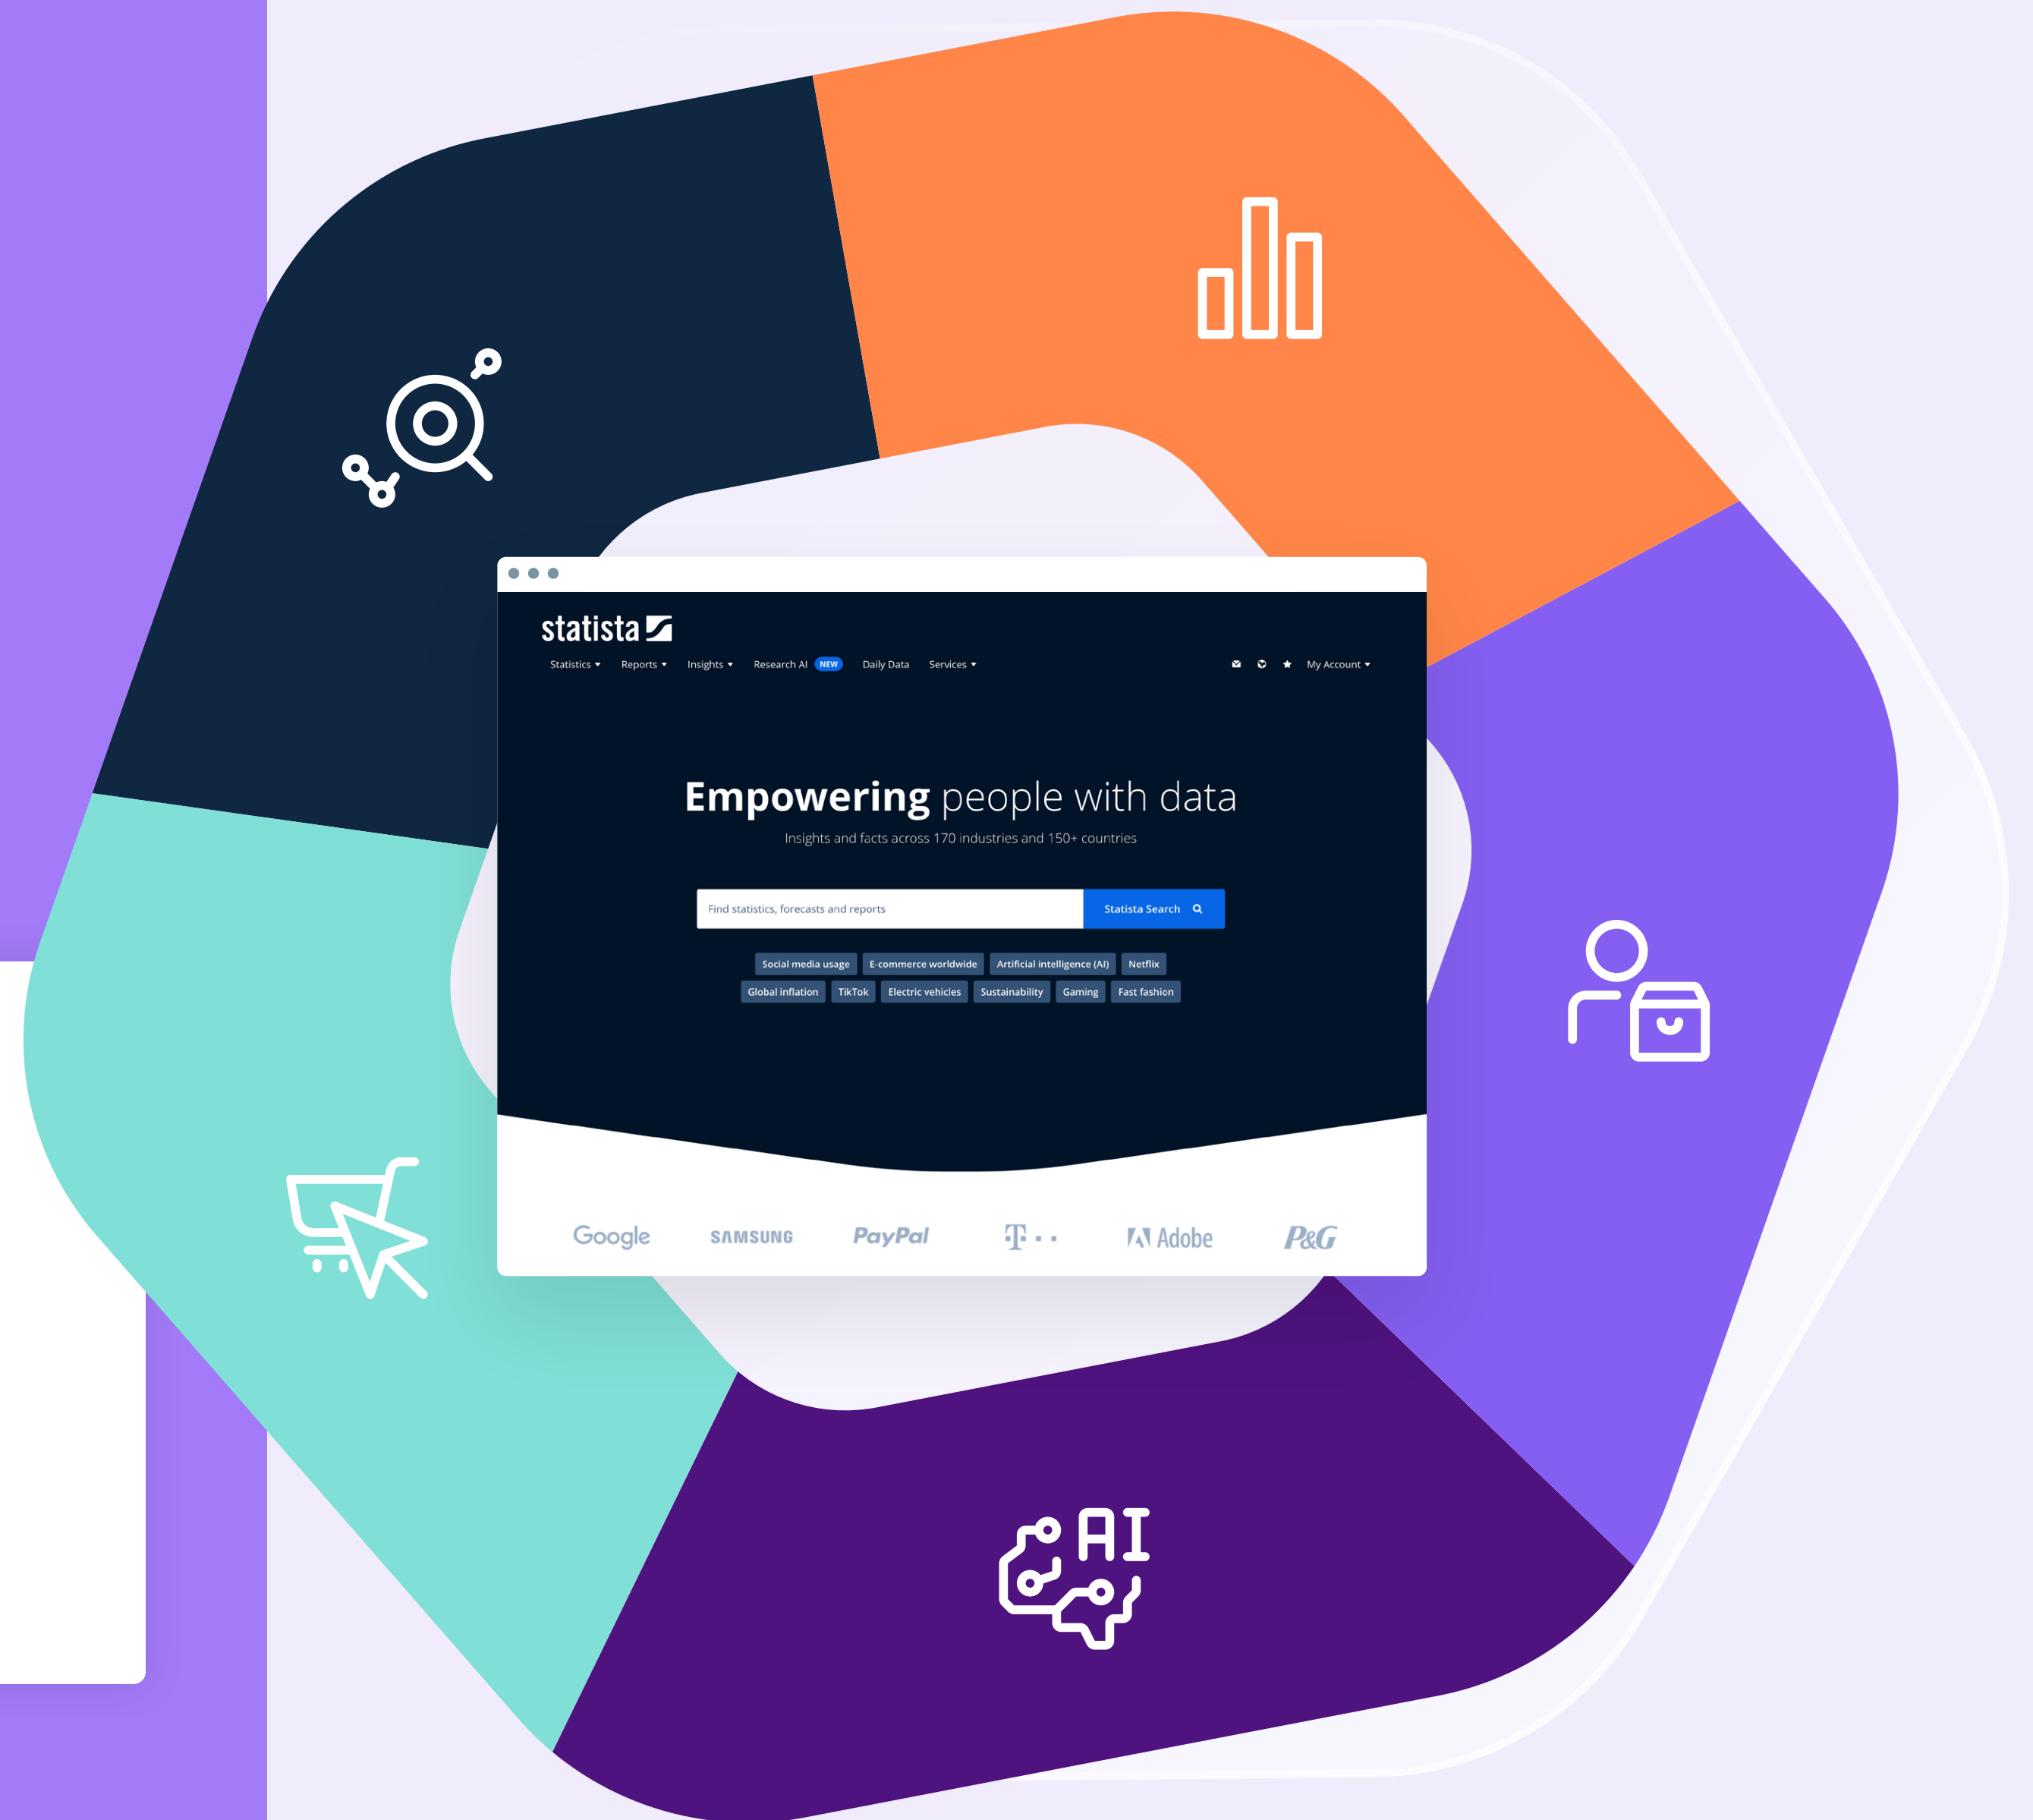 statista
Statistics Reports Insights Research AI NEW Daily Data Services My Account
Empowering people with data
Insights and facts across 170 industries and 150+ countries
Find statistics, forecasts and reports Statista Search
Social media usage E-commerce worldwide Artificial intelligence (AI) Netflix
Global inflation TikTok Electric vehicles Sustainability Gaming Fast fashion
Google SAMSUNG PayPal T Adobe P&G
AI